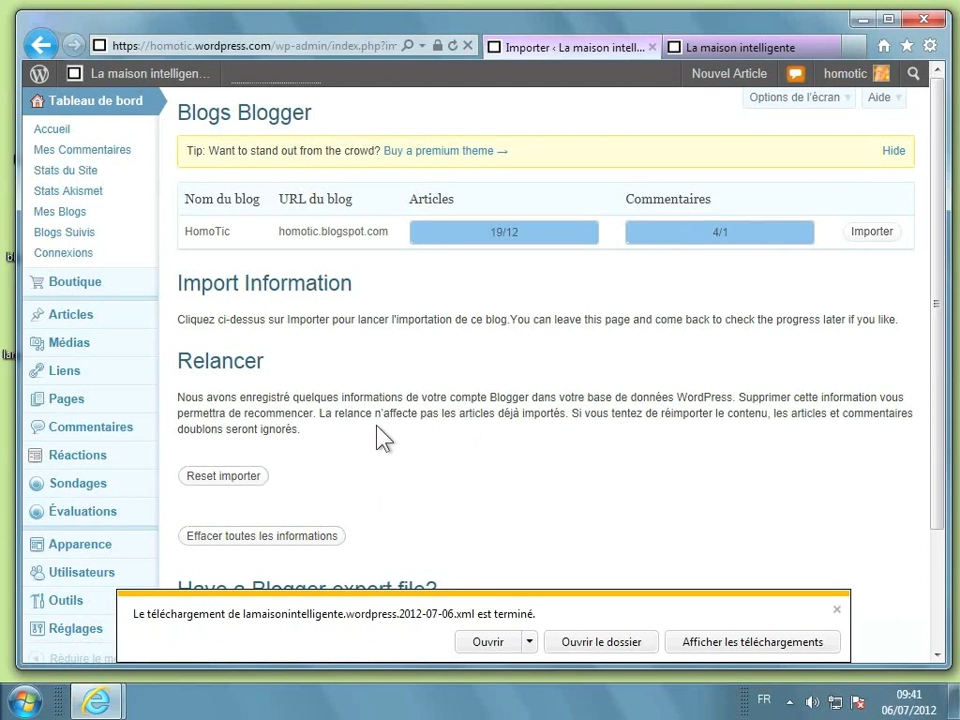 https://homotic.wordpress.com/wp-admin/index.php?im
Importer ‹ La maison intell...
La maison intelligente
La maison intelligen...
Nouvel Article
homotic
Tableau de bord
Accueil
Mes Commentaires
Stats du Site
Stats Akismet
Mes Blogs
Blogs Suivis
Connexions
Boutique
Articles
Médias
Liens
Pages
Commentaires
Réactions
Sondages
Évaluations
Apparence
Utilisateurs
Outils
Réglages
Réduire le m
Options de l'écran
Aide
Blogs Blogger
Tip: Want to stand out from the crowd? Buy a premium theme →
Hide
Nom du blog URL du blog Articles Commentaires
HomoTic homotic.blogspot.com 19/12 4/1 Importer
Import Information
Cliquez ci-dessus sur Importer pour lancer l'importation de ce blog.You can leave this page and come back to check the progress later if you like.
Relancer
Nous avons enregistré quelques informations de votre compte Blogger dans votre base de données WordPress. Supprimer cette information vous
permettra de recommencer. La relance n'affecte pas les articles déjà importés. Si vous tentez de réimporter le contenu, les articles et commentaires
doublons seront ignorés.
Reset importer
Effacer toutes les informations
Have a Blogger export file?
Le téléchargement de lamaisonintelligente.wordpress.2012-07-06.xml est terminé.
Ouvrir
Ouvrir le dossier
Afficher les téléchargements
FR
09:41
06/07/2012